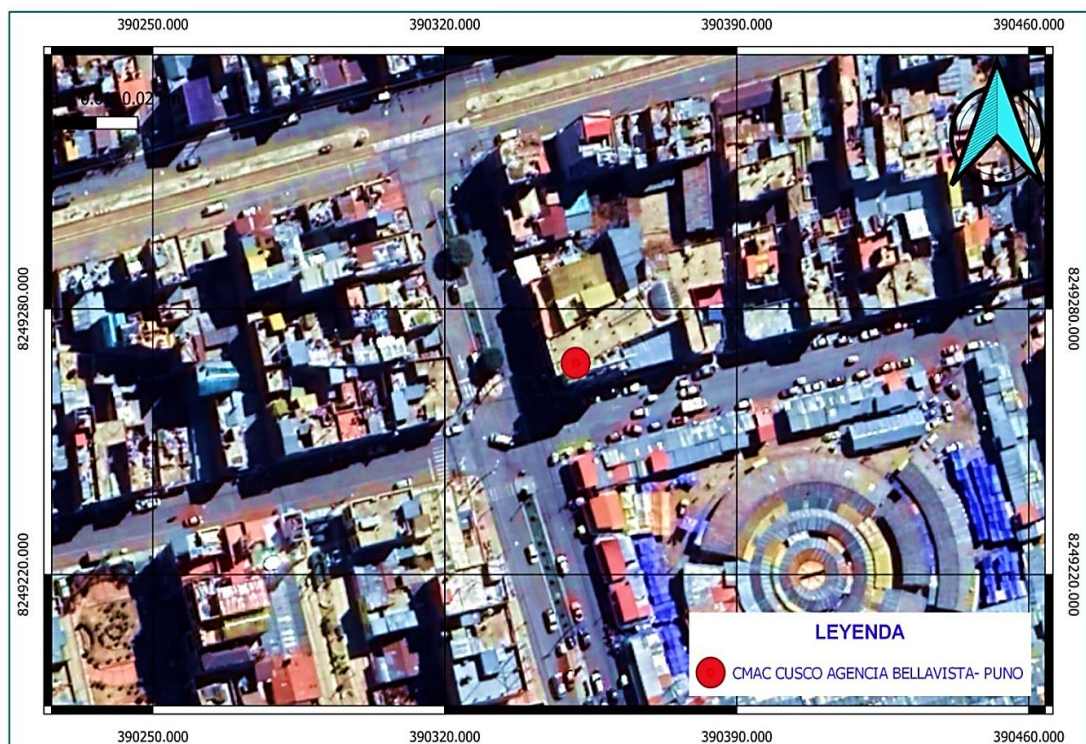 390250.000 390320.000 390390.000 390460.000
8249280.000 8249280.000
8249220.000 8249220.000
LEYENDA
CMAC CUSCO AGENCIA BELLAVISTA- PUNO
390250.000 390320.000 390390.000 390460.000